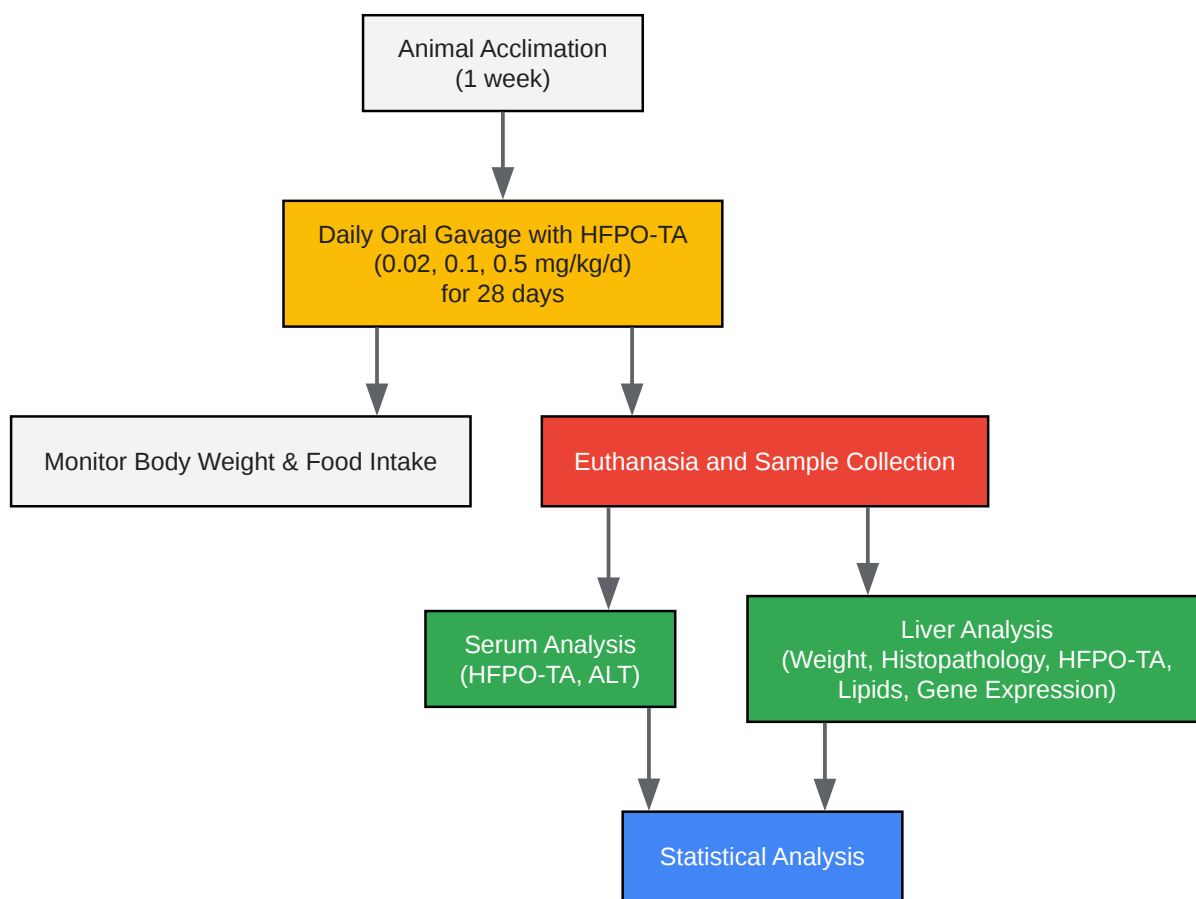 Animal Acclimation
(1 week)
Daily Oral Gavage with HFPO-TA
(0.02, 0.1, 0.5 mg/kg/d)
for 28 days
Monitor Body Weight & Food Intake
Euthanasia and Sample Collection
Serum Analysis
(HFPO-TA, ALT)
Liver Analysis
(Weight, Histopathology, HFPO-TA,
Lipids, Gene Expression)
Statistical Analysis